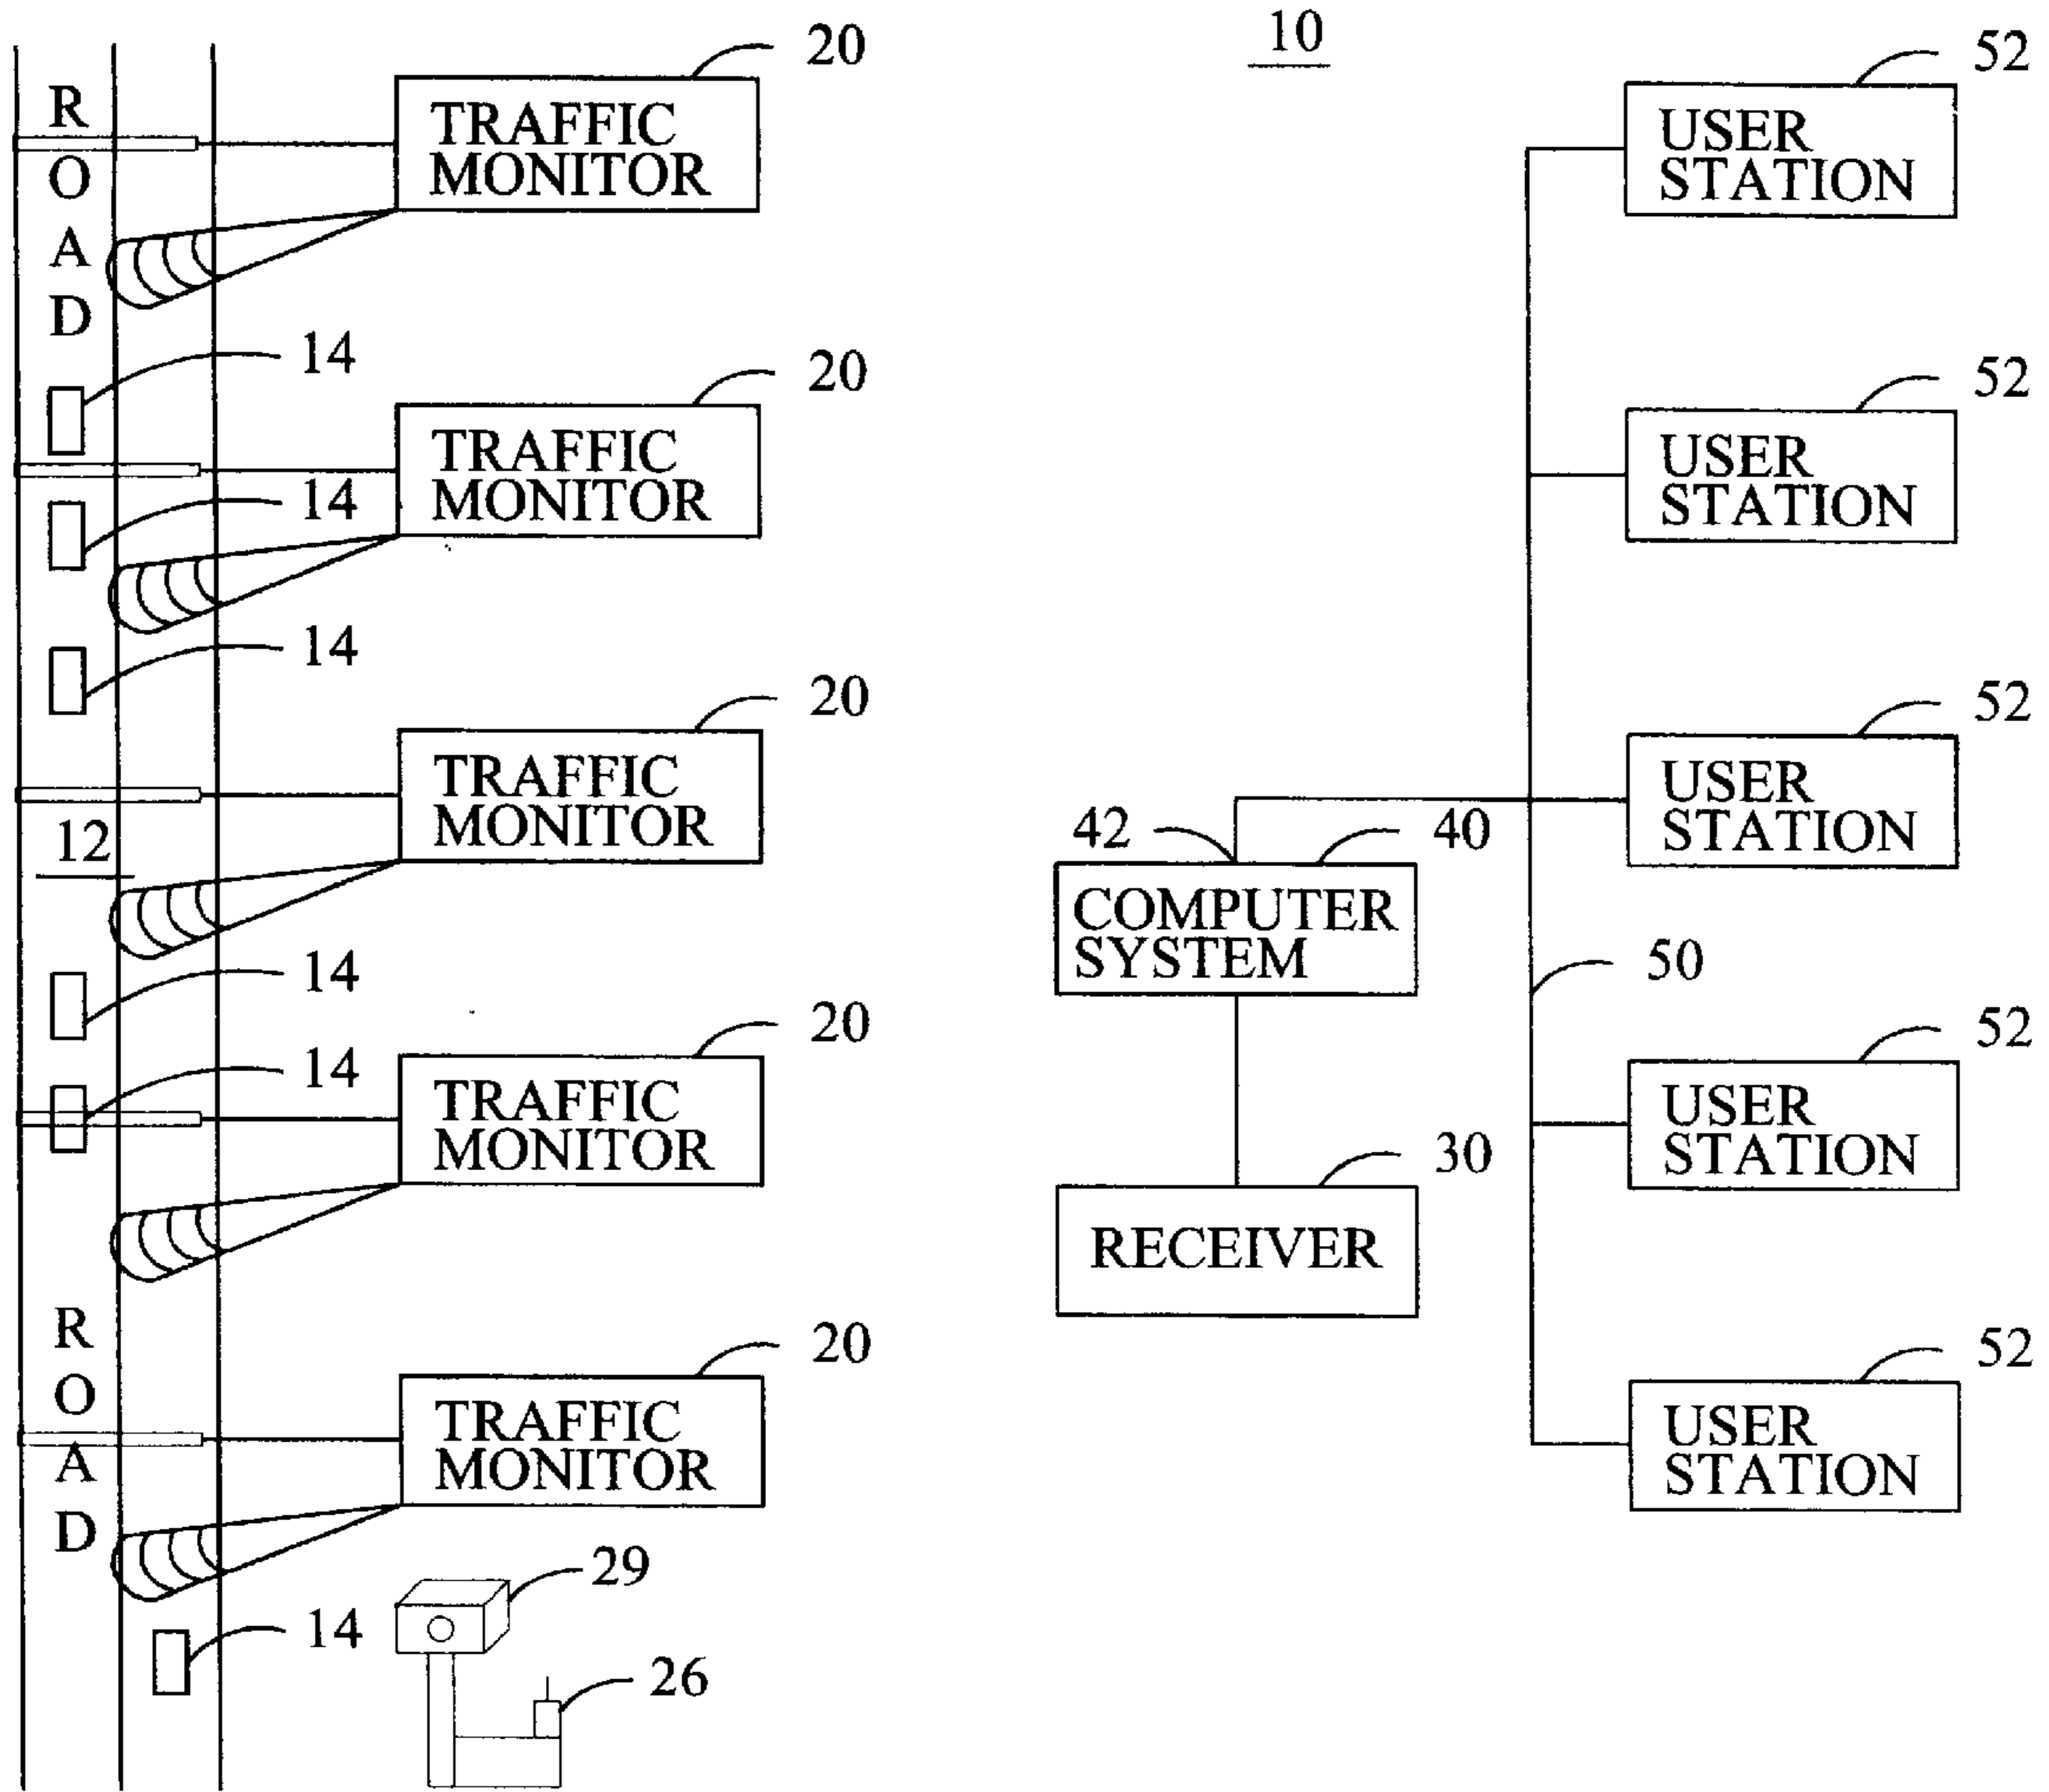 10
ROAD
20
TRAFFIC
MONITOR
14
20
TRAFFIC
MONITOR
14
14
20
TRAFFIC
MONITOR
12
14
20
TRAFFIC
MONITOR
14
ROAD
20
TRAFFIC
MONITOR
14
29
26
42
40
COMPUTER
SYSTEM
30
RECEIVER
50
52
USER
STATION
52
USER
STATION
52
USER
STATION
52
USER
STATION
52
USER
STATION